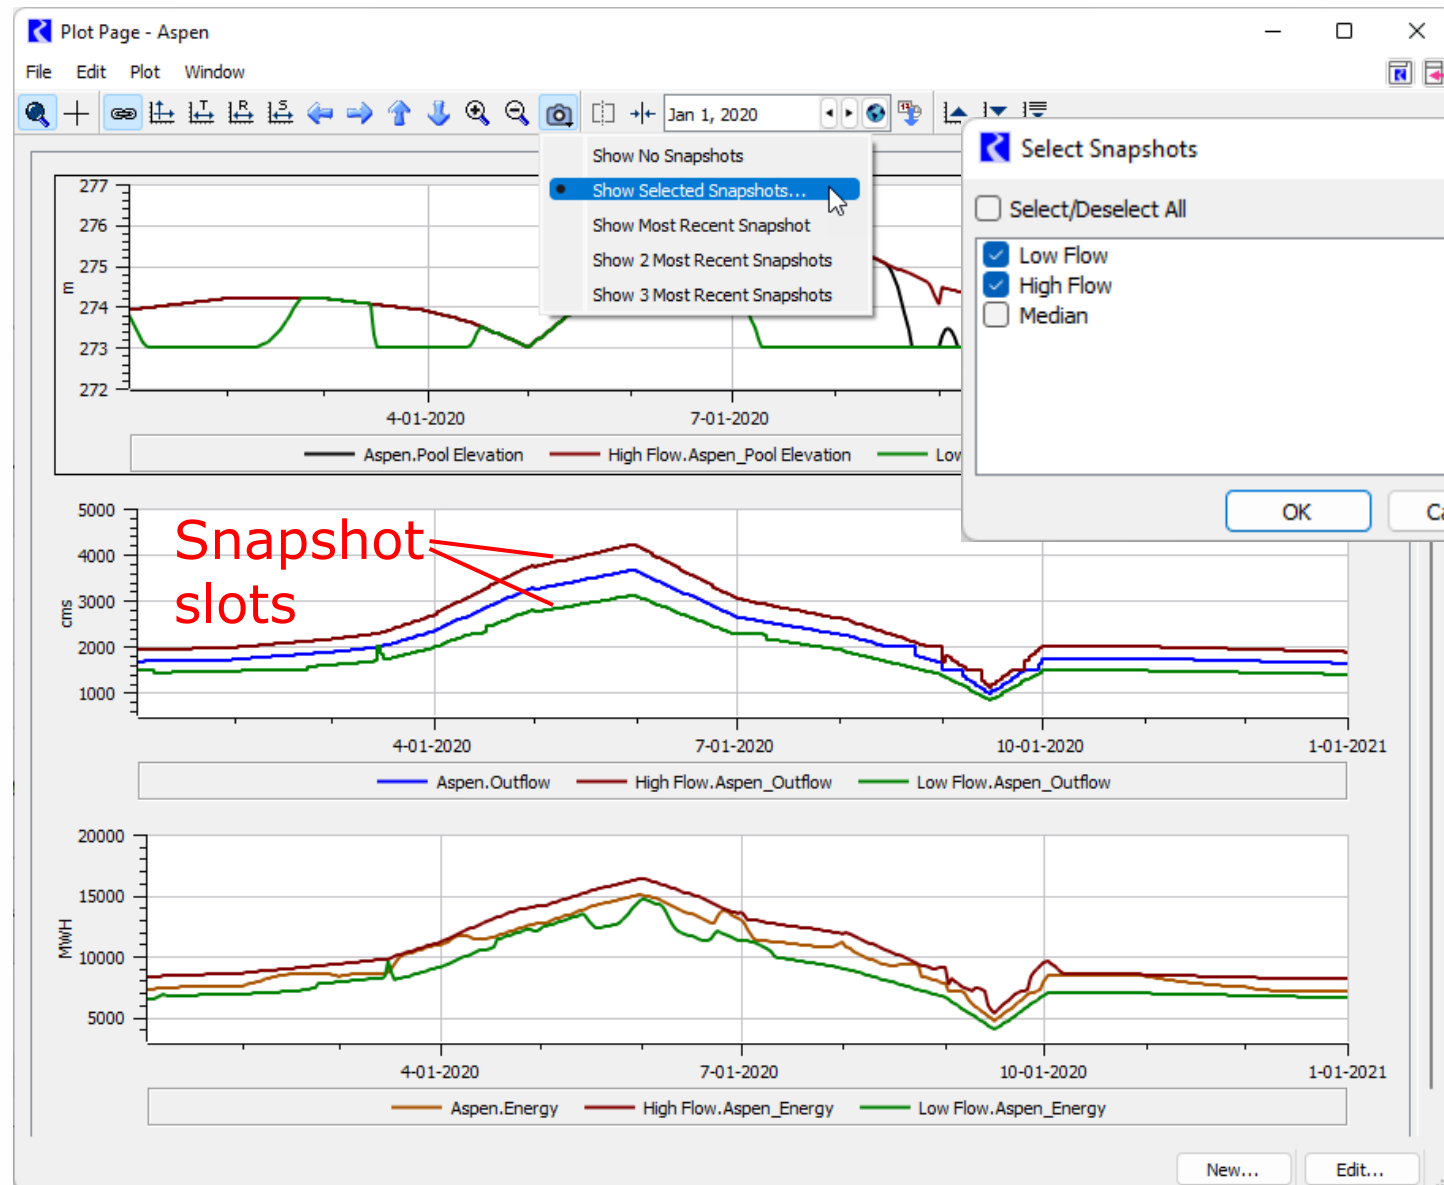 Plot Page - Aspen
File Edit Plot Window
T R S
Jan 1, 2020
Show No Snapshots
Show Selected Snapshots...
Show Most Recent Snapshot
Show 2 Most Recent Snapshots
Show 3 Most Recent Snapshots
Select Snapshots
Select/Deselect All
Low Flow
High Flow
Median
OK
277
276
275
274
273
272
m
4-01-2020 7-01-2020
Aspen.Pool Elevation High Flow.Aspen_Pool Elevation
Snapshot
slots
5000
4000
3000
2000
1000
cms
4-01-2020 7-01-2020 10-01-2020 1-01-2021
Aspen.Outflow High Flow.Aspen_Outflow Low Flow.Aspen_Outflow
20000
15000
10000
5000
MWH
4-01-2020 7-01-2020 10-01-2020 1-01-2021
Aspen.Energy High Flow.Aspen_Energy Low Flow.Aspen_Energy
New... Edit...